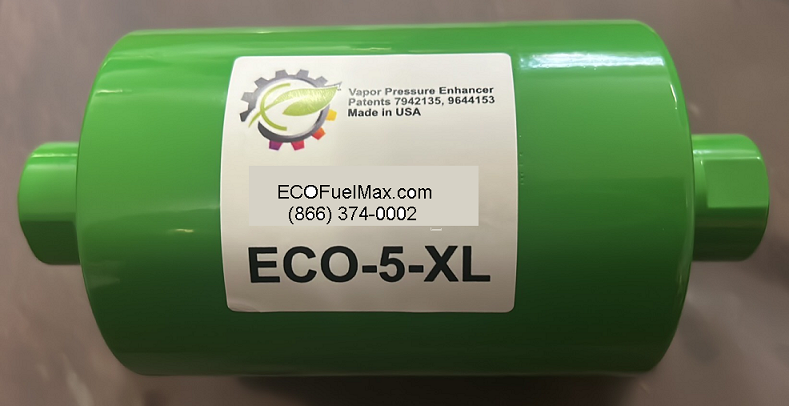 Vapor Pressure Enhancer
Patents 7942135, 9644153
Made in USA
ECOFuelMax.com
(866) 374-0002
ECO-5-XL